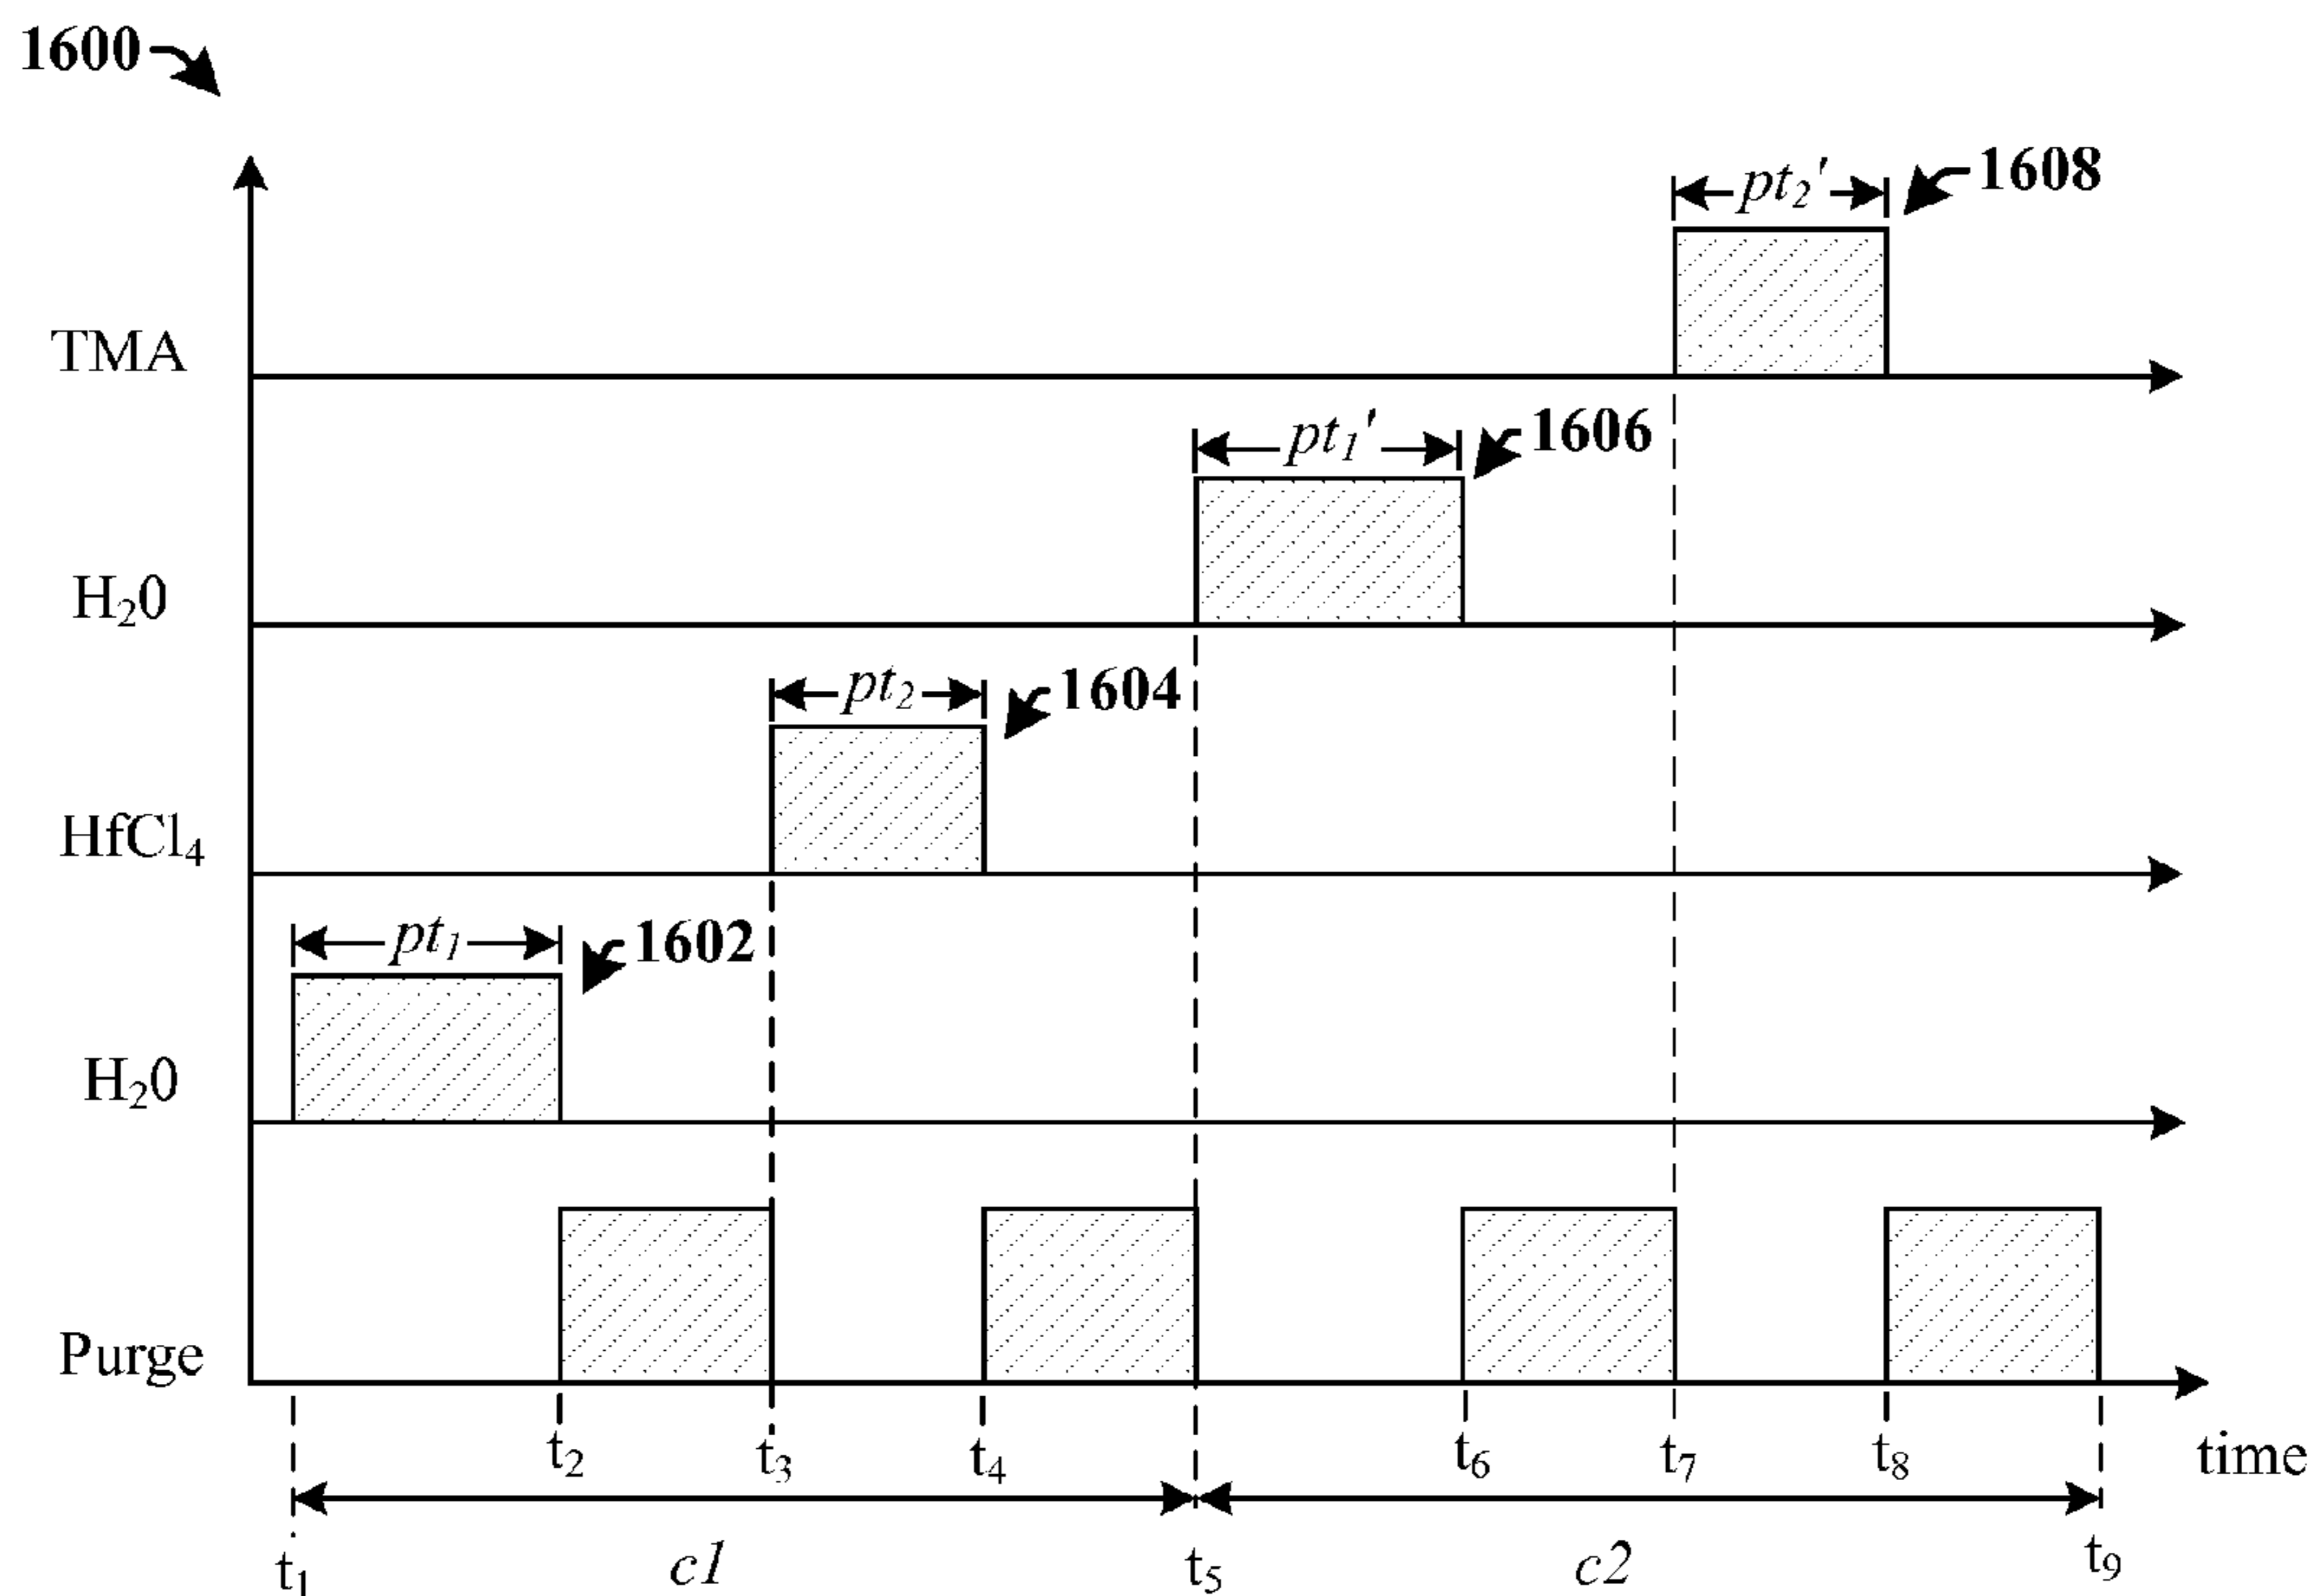 1600
pt₂'
1608
TMA
pt₁'
1606
H₂0
pt₂
1604
HfCl₄
pt₁
1602
H₂0
Purge
t₂ t₃ t₄ t₆ t₇ t₈ time
t₁ c1 t₅ c2 t₉